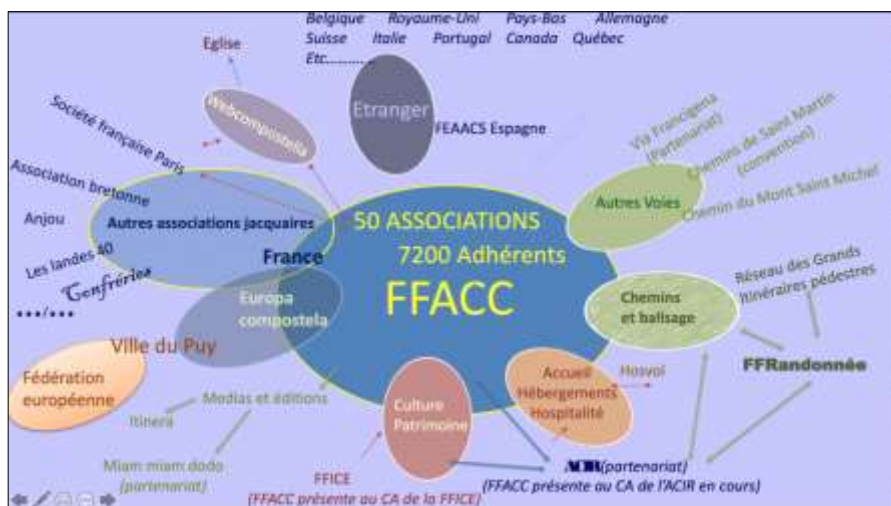 Belgique Royaume-Uni Pays-Bas Allemagne
Suisse Italie Portugal Canada Québec
Etc...........
Eglise
Webcompostella
Etranger
FEAACS Espagne
Via Francigena
(Partenariat)
Chemins de Saint Martin
(convention)
Chemin du Mont Saint Michel
Autres Voies
Société française Paris
Association bretonne
Anjou
Les landes 40
Confréries
.../...
Autres associations jacquaires
France
50 ASSOCIATIONS
7200 Adhérents
FFACC
Europa
compostela
Chemins
et balisage
Réseau des Grands
Itinéraires pédestres
FFRandonnée
Ville du Puy
Fédération
européenne
Accueil
Hébergements
Hospitalité
Hosvol
Medias et éditions
Itinera
Miam miam dodo
(partenariat)
Culture
Patrimoine
FFICE
(FFACC présente au CA de la FFICE)
ACIR (partenariat)
(FFACC présente au CA de l'ACIR en cours)